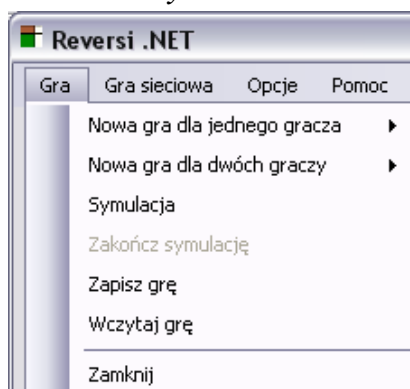 Reversi .NET
Gra Gra sieciowa Opcje Pomoc
Nowa gra dla jednego gracza
Nowa gra dla dwóch graczy
Symulacja
Zakończ symulację
Zapisz grę
Wczytaj grę
Zamknij